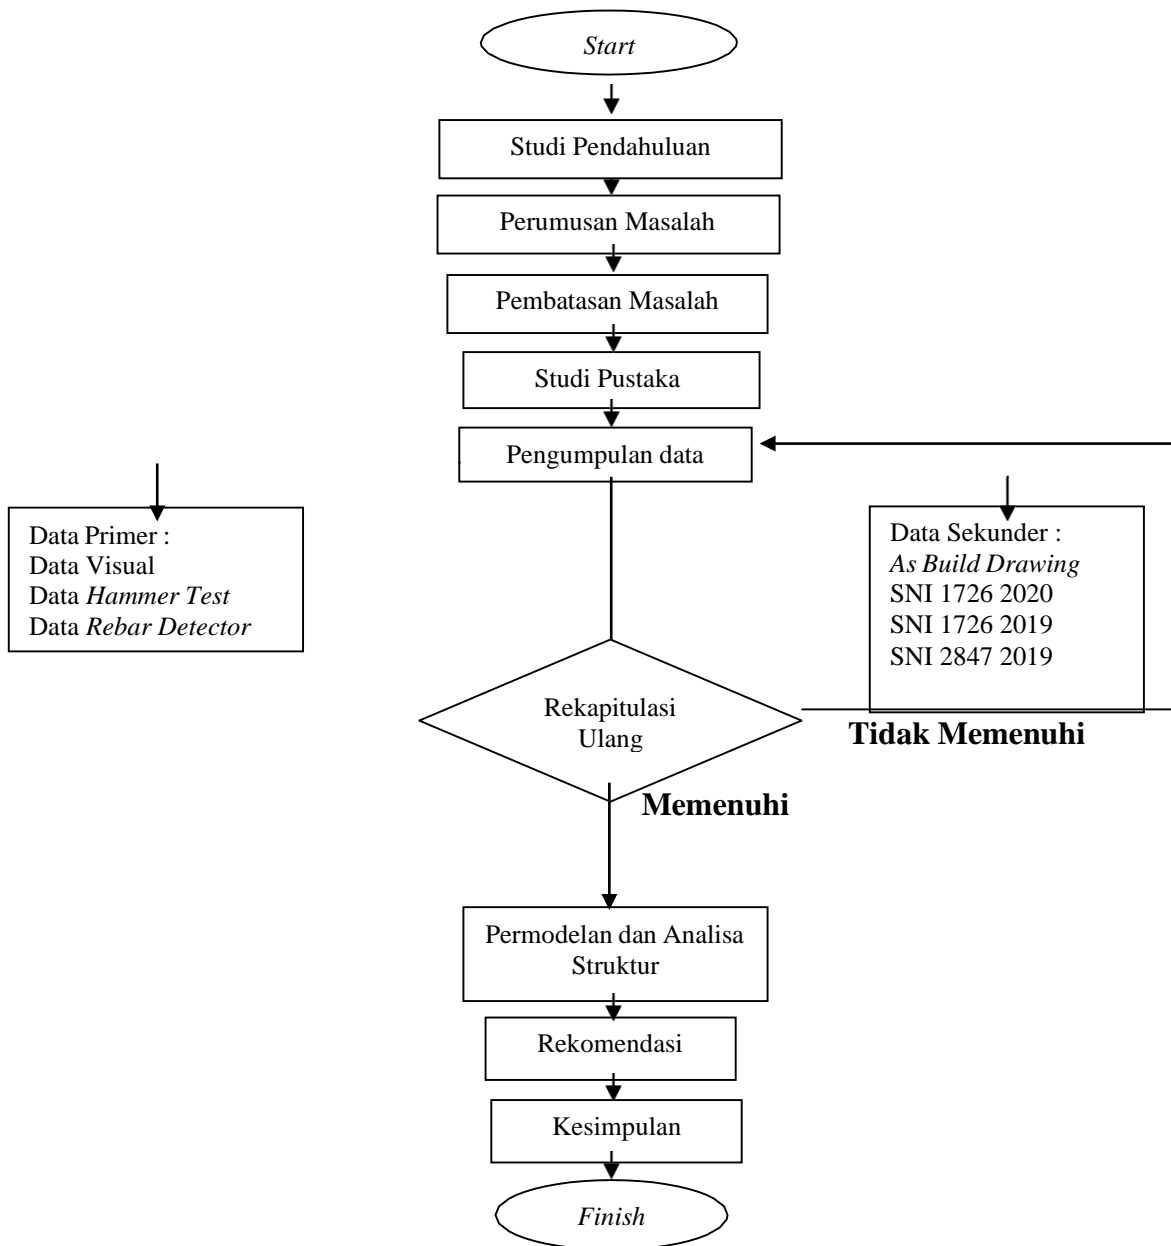 Start
Studi Pendahuluan
Perumusan Masalah
Pembatasan Masalah
Studi Pustaka
Pengumpulan data
Data Primer :
Data Visual
Data Hammer Test
Data Rebar Detector
Data Sekunder :
As Build Drawing
SNI 1726 2020
SNI 1726 2019
SNI 2847 2019
Rekapitulasi
Ulang
Tidak Memenuhi
Memenuhi
Permodelan dan Analisa
Struktur
Rekomendasi
Kesimpulan
Finish